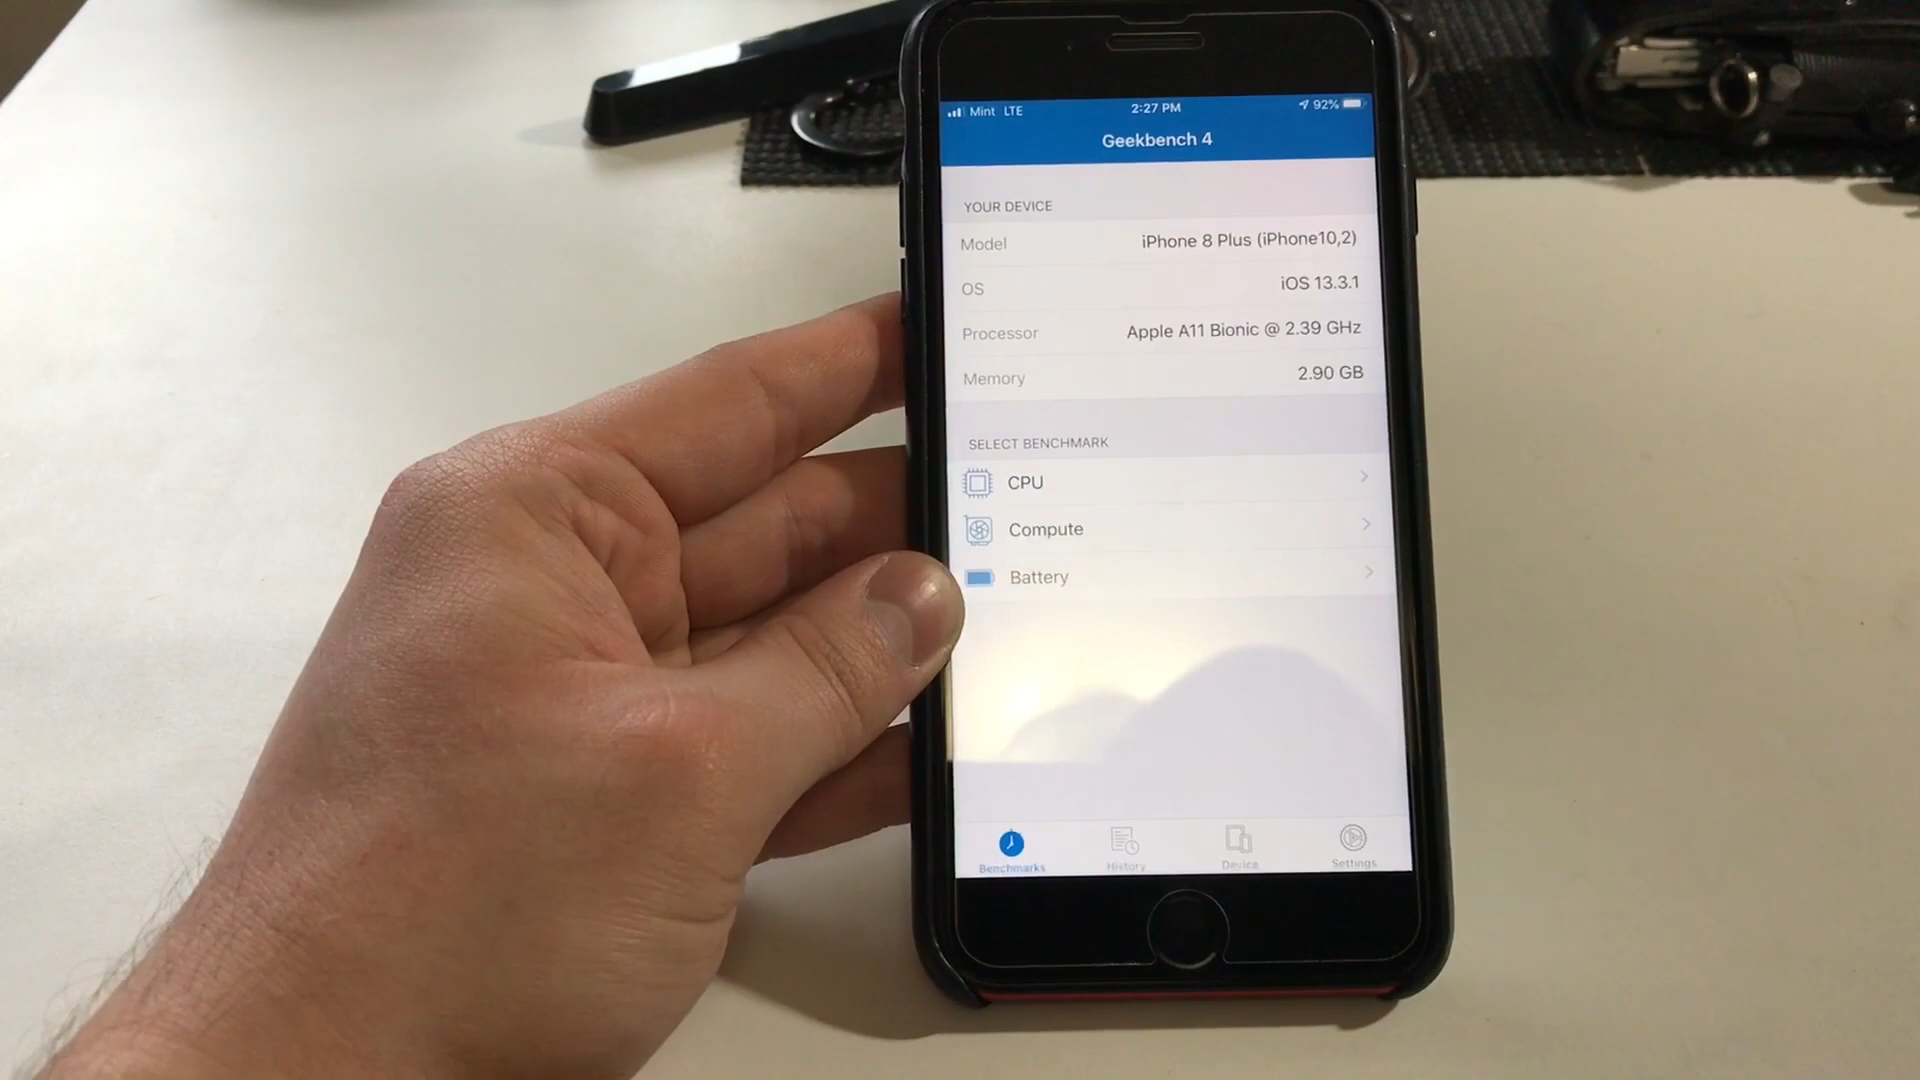 Mint LTE 2:27 PM 92%
Geekbench 4
YOUR DEVICE
Model iPhone 8 Plus (iPhone10,2)
OS iOS 13.3.1
Processor Apple A11 Bionic @ 2.39 GHz
Memory 2.90 GB
SELECT BENCHMARK
CPU
Compute
Battery
Benchmarks History Device Settings